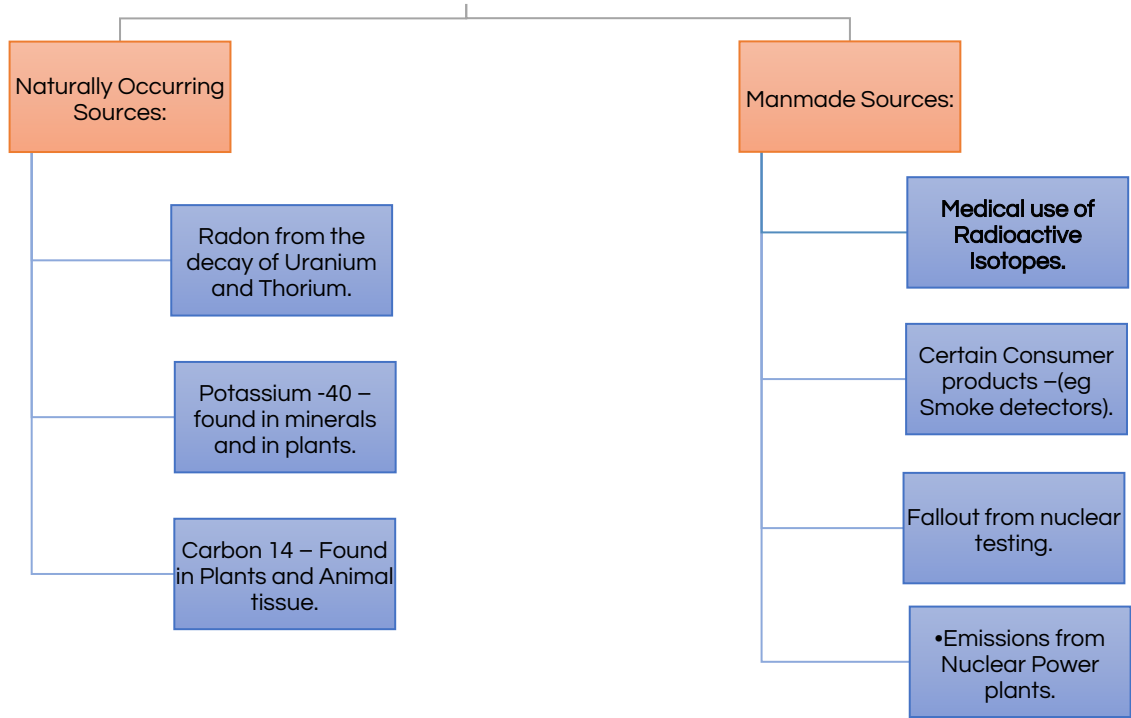 Naturally Occurring
Sources:
Radon from the
decay of Uranium
and Thorium.
Potassium -40 –
found in minerals
and in plants.
Carbon 14 – Found
in Plants and Animal
tissue.
Manmade Sources:
Medical use of
Radioactive
Isotopes.
Certain Consumer
products –(eg
Smoke detectors).
Fallout from nuclear
testing.
•Emissions from
Nuclear Power
plants.